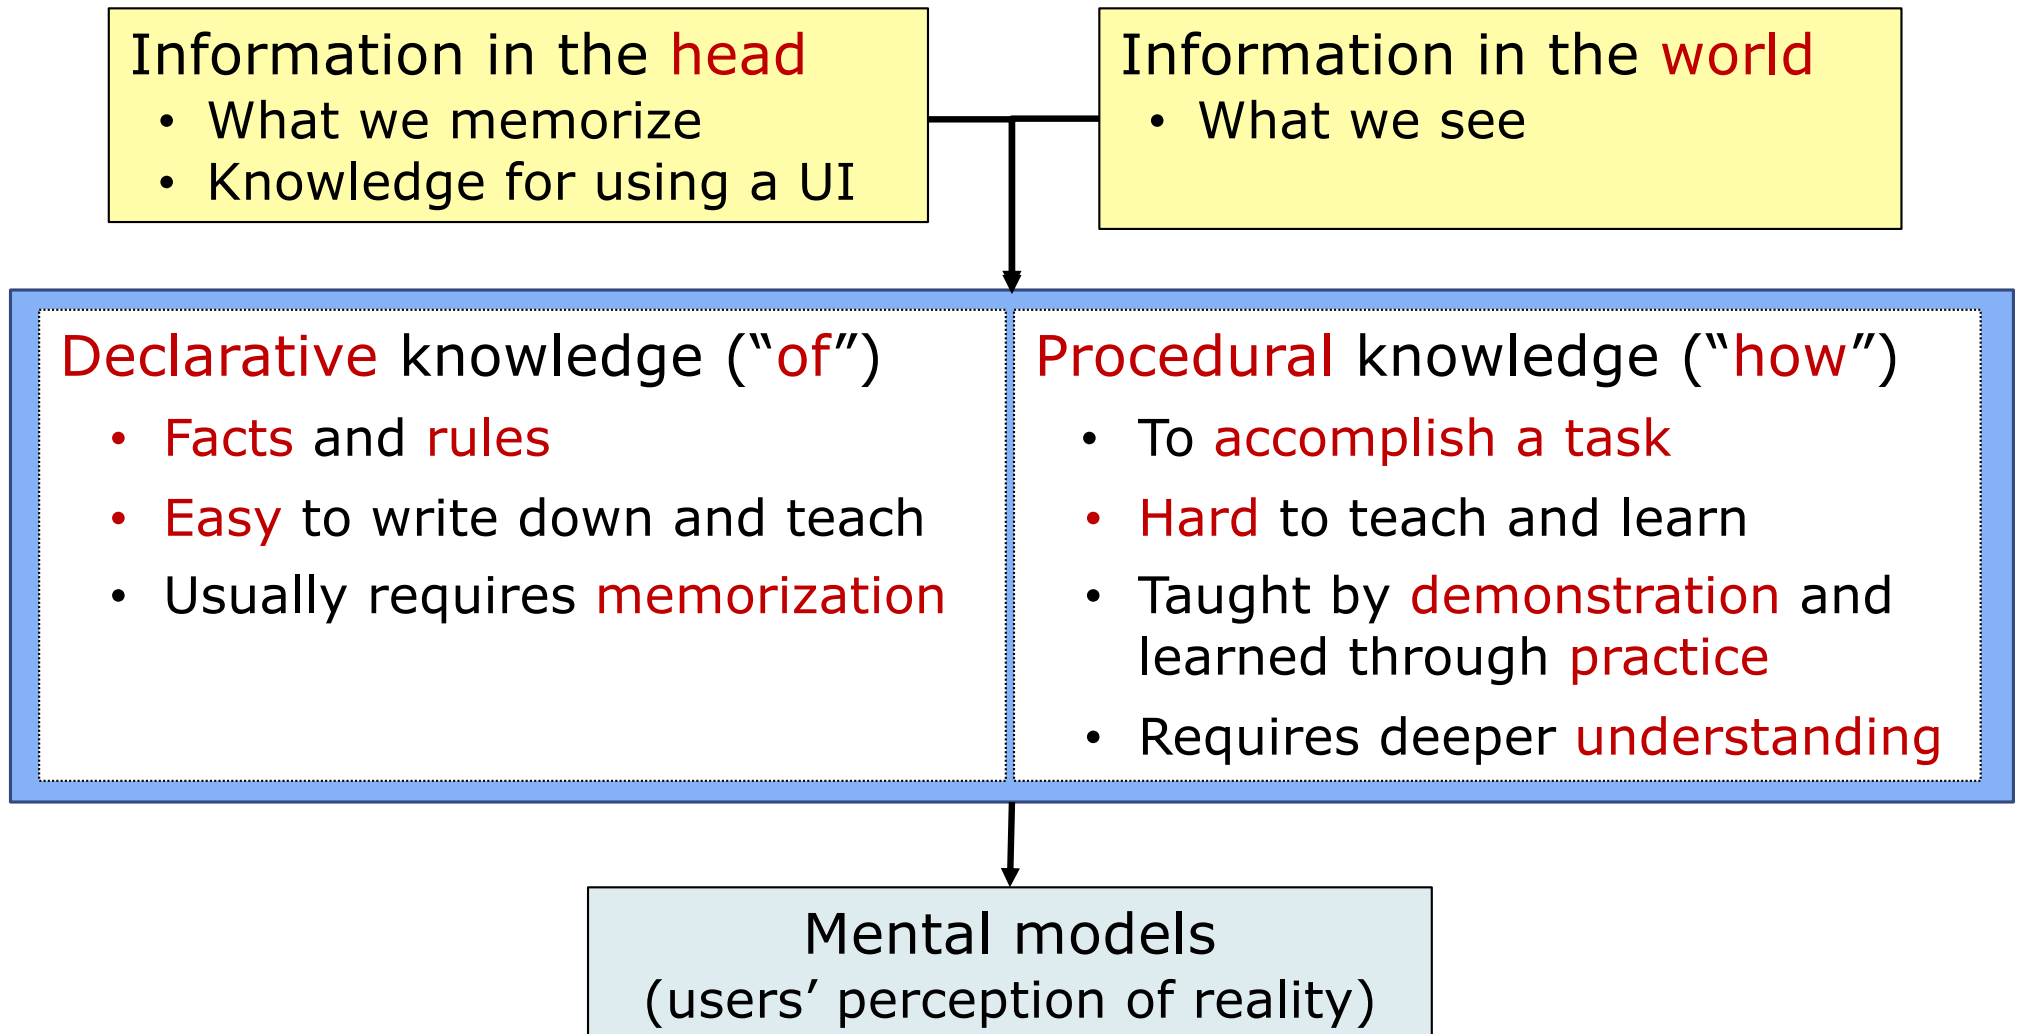 Information in the head
• What we memorize
• Knowledge for using a UI
Information in the world
• What we see
Declarative knowledge (“of”)
• Facts and rules
• Easy to write down and teach
• Usually requires memorization
Procedural knowledge (“how”)
• To accomplish a task
• Hard to teach and learn
• Taught by demonstration and
learned through practice
• Requires deeper understanding
Mental models
(users’ perception of reality)